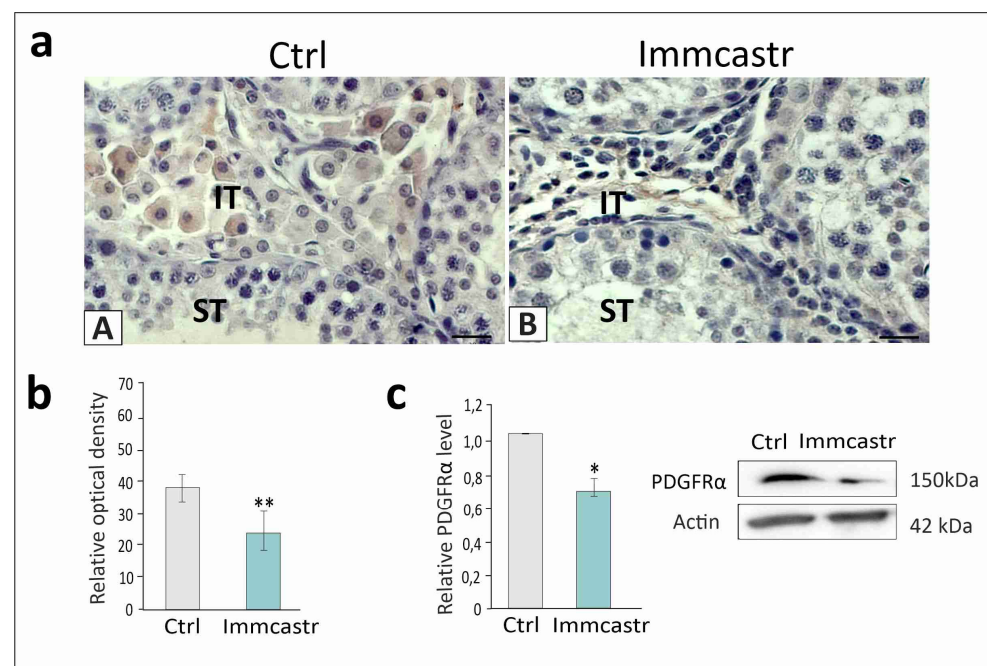 a
Ctrl
Immcastr
IT
ST
A
IT
ST
B
b
Relative optical density
70
60
50
40
30
20
10
0
**
Ctrl
Immcastr
c
Relative PDGFRα level
1,2
1,0
0,8
0,6
0,4
0,2
0
*
Ctrl
Immcastr
Ctrl Immcastr
PDGFRα
150kDa
Actin
42 kDa